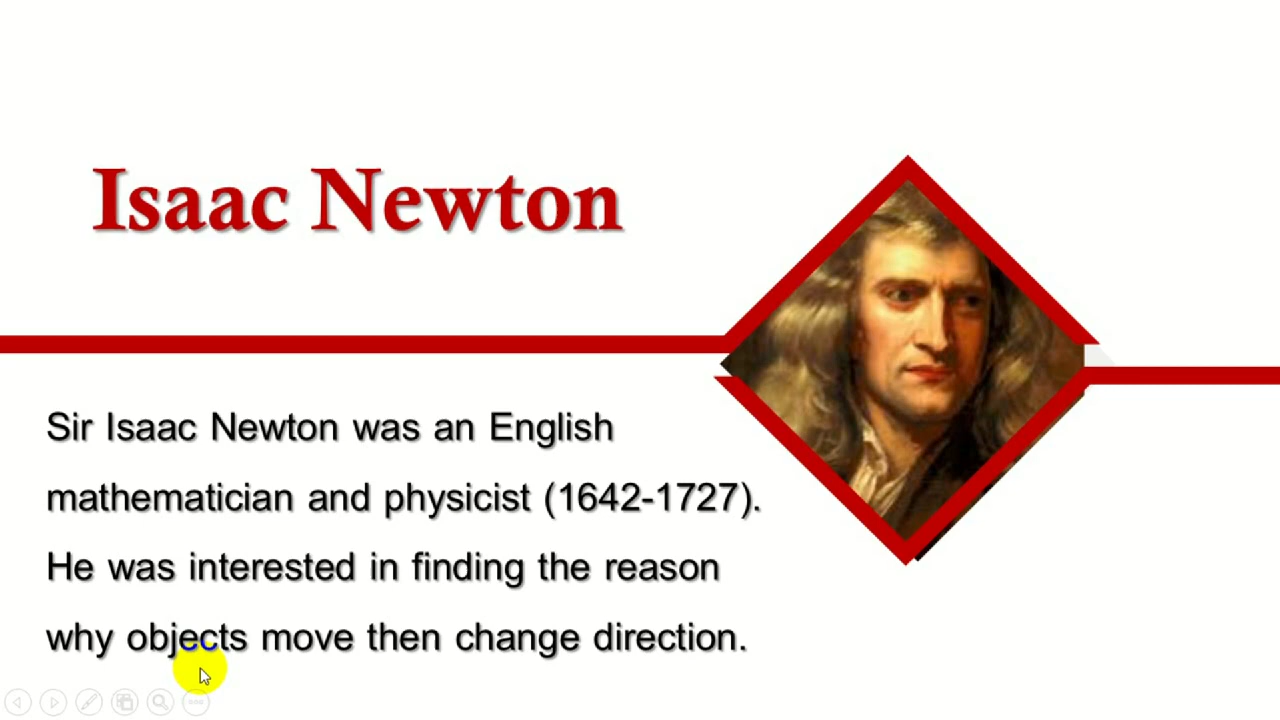 Isaac Newton
Sir Isaac Newton was an English
mathematician and physicist (1642-1727).
He was interested in finding the reason
why objects move then change direction.